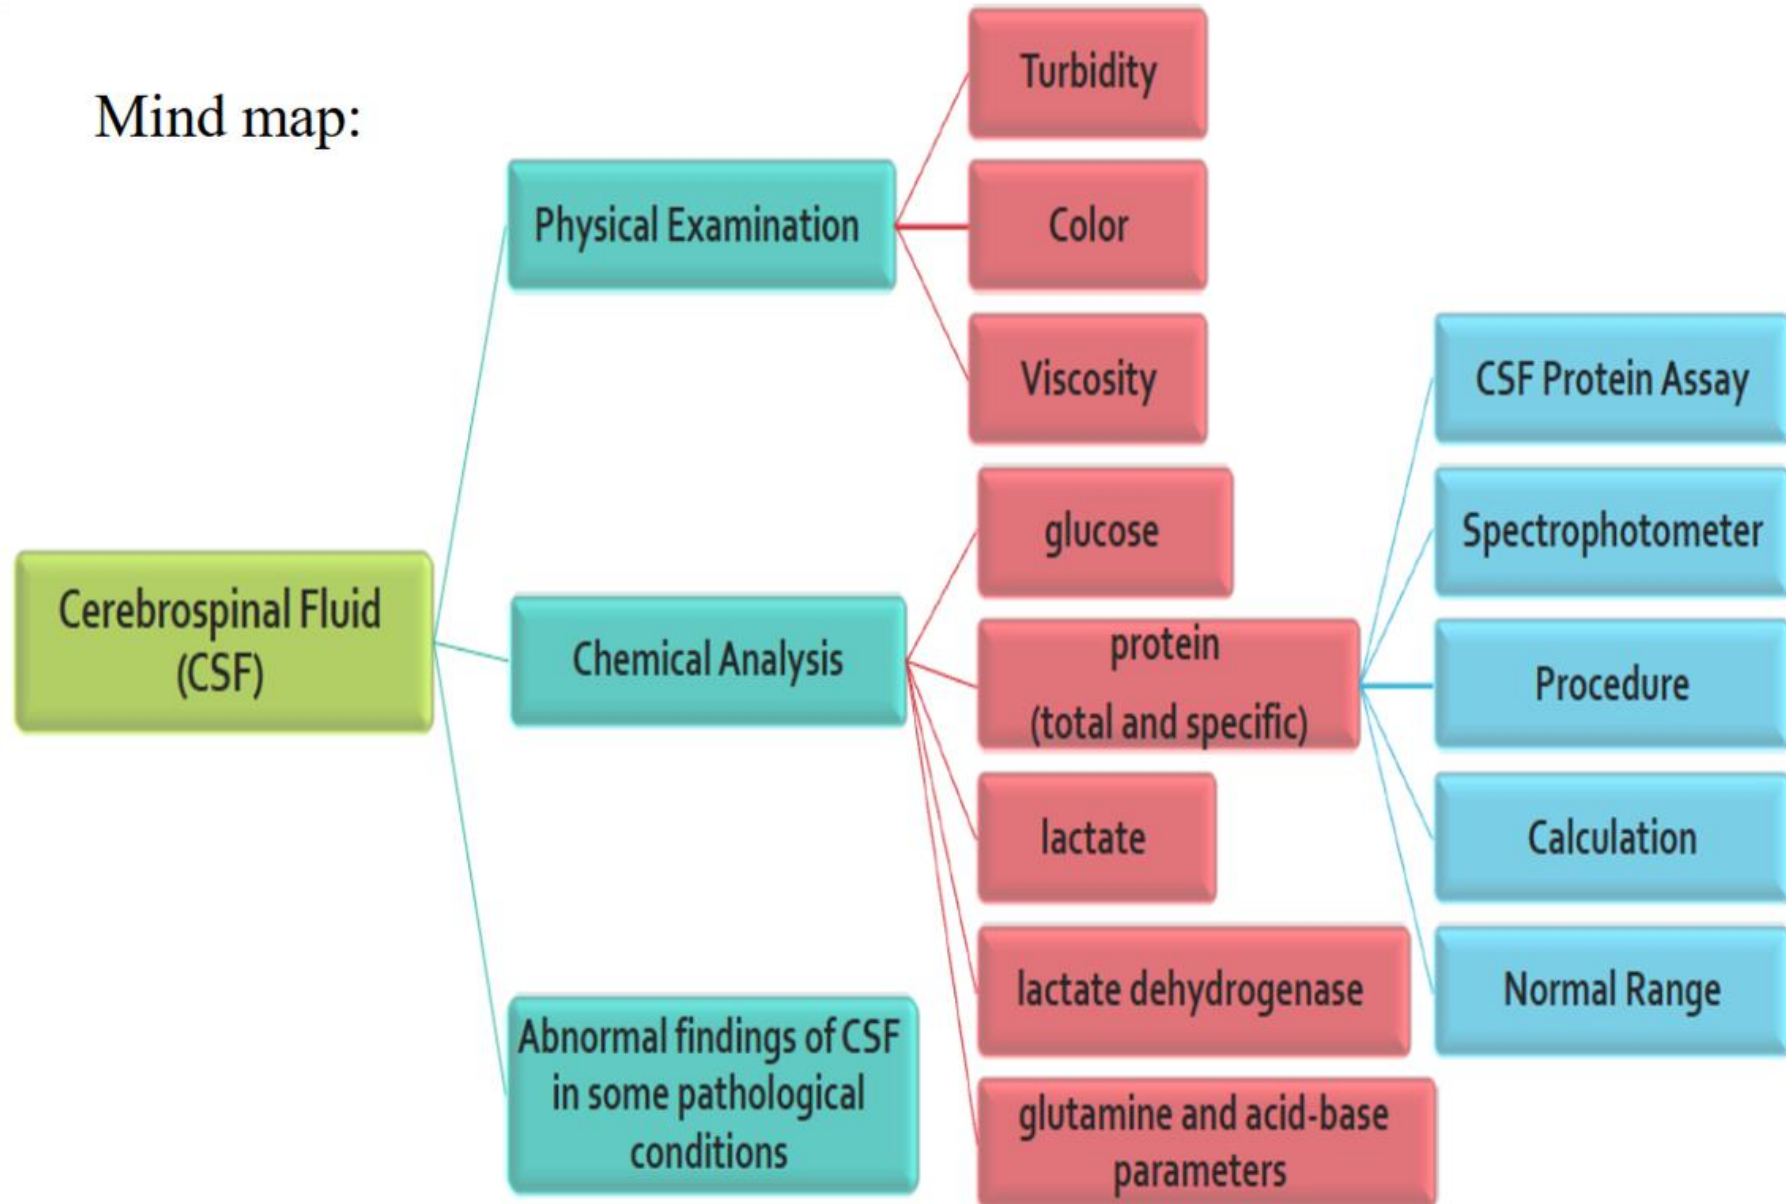 Mind map:
Cerebrospinal Fluid
(CSF)
Physical Examination
Turbidity
Color
Viscosity
Chemical Analysis
glucose
protein
(total and specific)
CSF Protein Assay
Spectrophotometer
Procedure
Calculation
Normal Range
lactate
lactate dehydrogenase
glutamine and acid-base
parameters
Abnormal findings of CSF
in some pathological
conditions